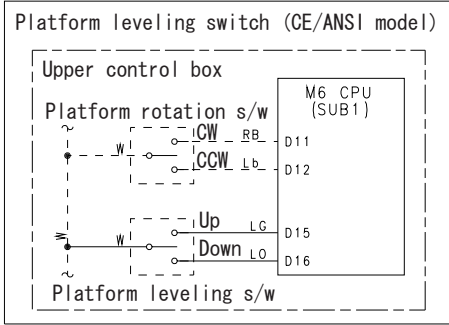 Platform leveling switch (CE/ANSI model)
Upper control box
M6 CPU
(SUB1)
Platform rotation s/w
W CW RB D11
CCW Lb D12
W
W Up LG D15
Down LO D16
Platform leveling s/w